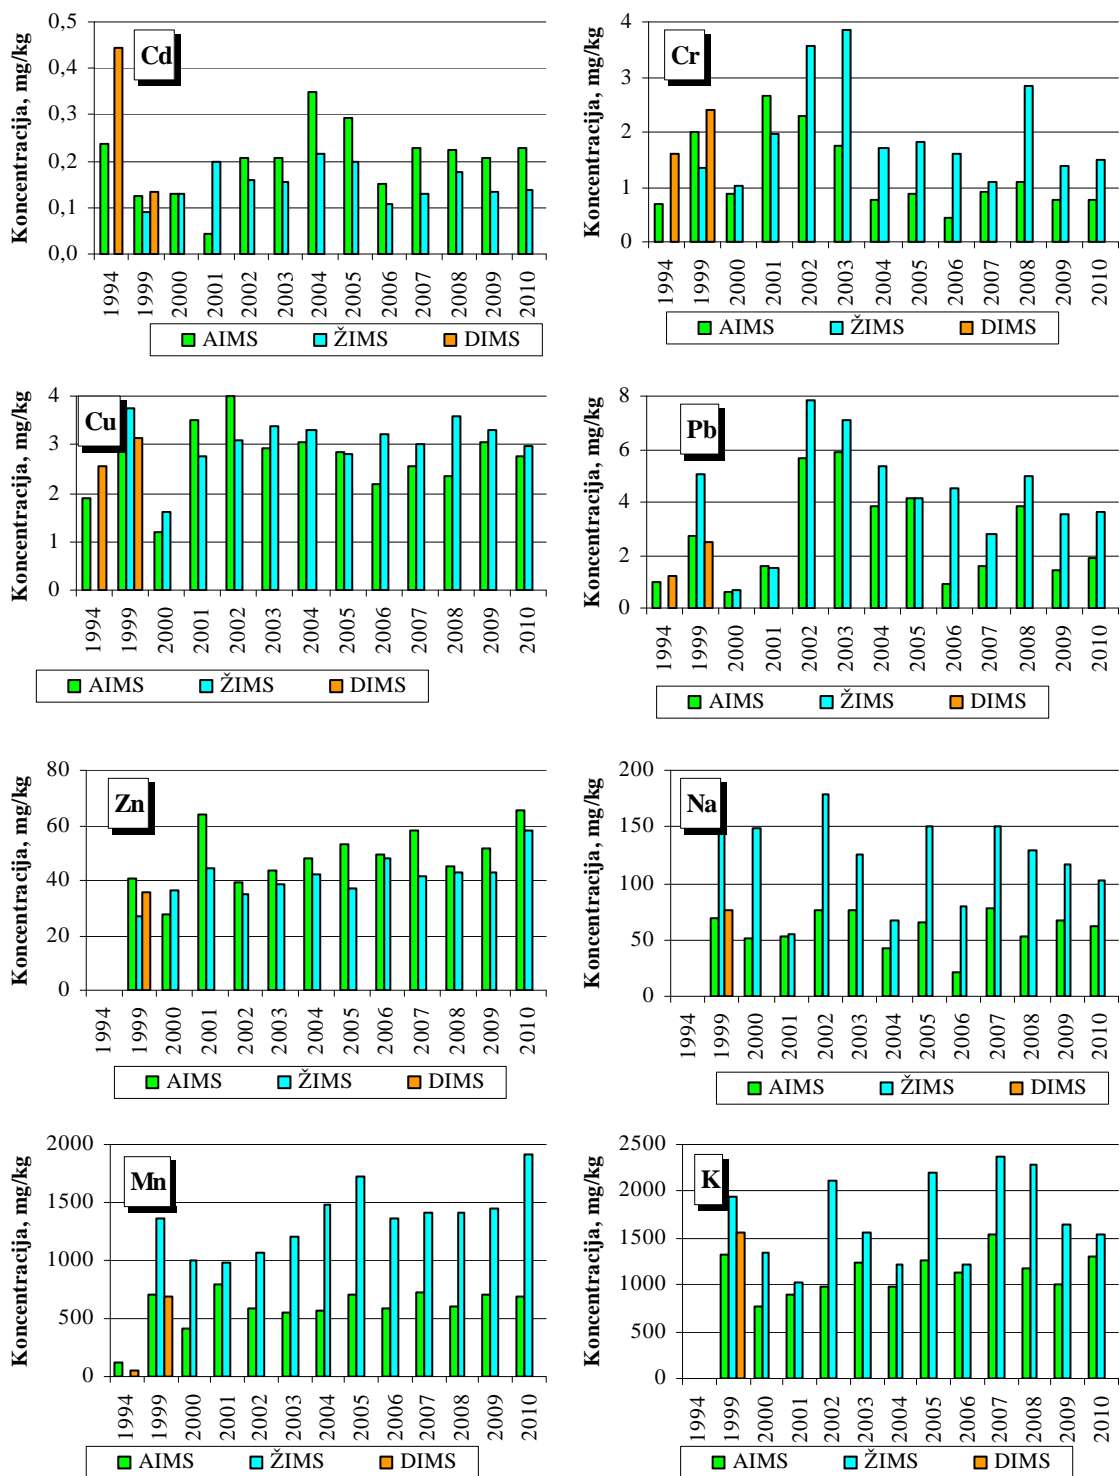 Koncentracija, mg/kg
Cd
0,5
0,4
0,3
0,2
0,1
0,0
1994 1999 2000 2001 2002 2003 2004 2005 2006 2007 2008 2009 2010
AIMS ŽIMS DIMS
Koncentracija, mg/kg
Cr
4
3
2
1
0
1994 1999 2000 2001 2002 2003 2004 2005 2006 2007 2008 2009 2010
AIMS ŽIMS DIMS
Koncentracija, mg/kg
Cu
4
3
2
1
0
1994 1999 2000 2001 2002 2003 2004 2005 2006 2007 2008 2009 2010
AIMS ŽIMS DIMS
Koncentracija, mg/kg
Pb
8
6
4
2
0
1994 1999 2000 2001 2002 2003 2004 2005 2006 2007 2008 2009 2010
AIMS ŽIMS DIMS
Koncentracija, mg/kg
Zn
80
60
40
20
0
1994 1999 2000 2001 2002 2003 2004 2005 2006 2007 2008 2009 2010
AIMS ŽIMS DIMS
Koncentracija, mg/kg
Na
200
150
100
50
0
1994 1999 2000 2001 2002 2003 2004 2005 2006 2007 2008 2009 2010
AIMS ŽIMS DIMS
Koncentracija, mg/kg
Mn
2000
1500
1000
500
0
1994 1999 2000 2001 2002 2003 2004 2005 2006 2007 2008 2009 2010
AIMS ŽIMS DIMS
Koncentracija, mg/kg
K
2500
2000
1500
1000
500
0
1994 1999 2000 2001 2002 2003 2004 2005 2006 2007 2008 2009 2010
AIMS ŽIMS DIMS